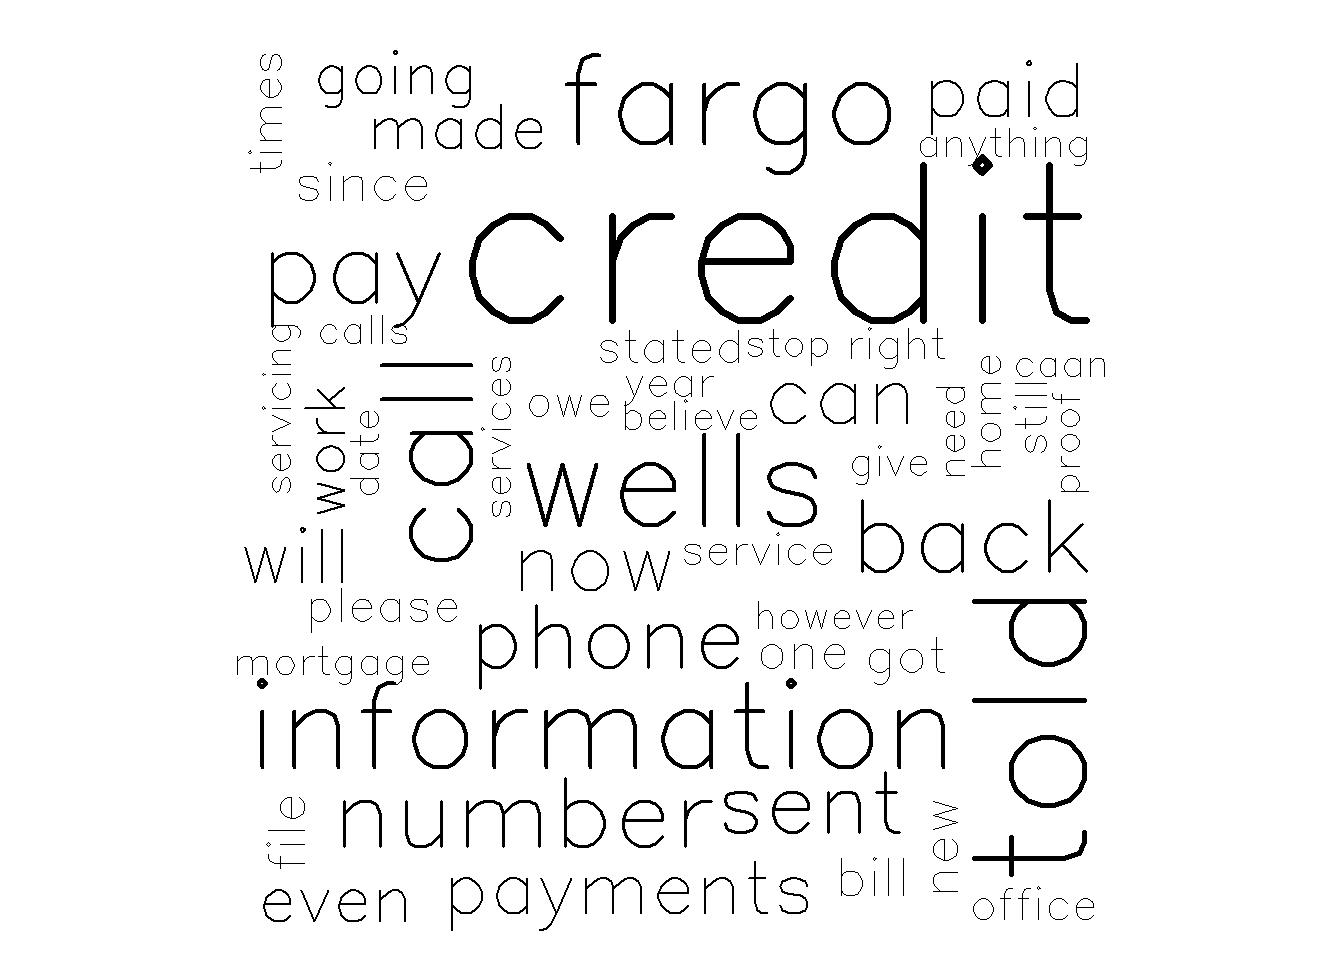 times going fargo paid
made anything
since
pay credit
servicing calls stated stop right
call services year can need home caan
work date owe believe still proof
wells give
will now service back
please phone however
mortgage one got
information told
file number sent new
even payments bill office